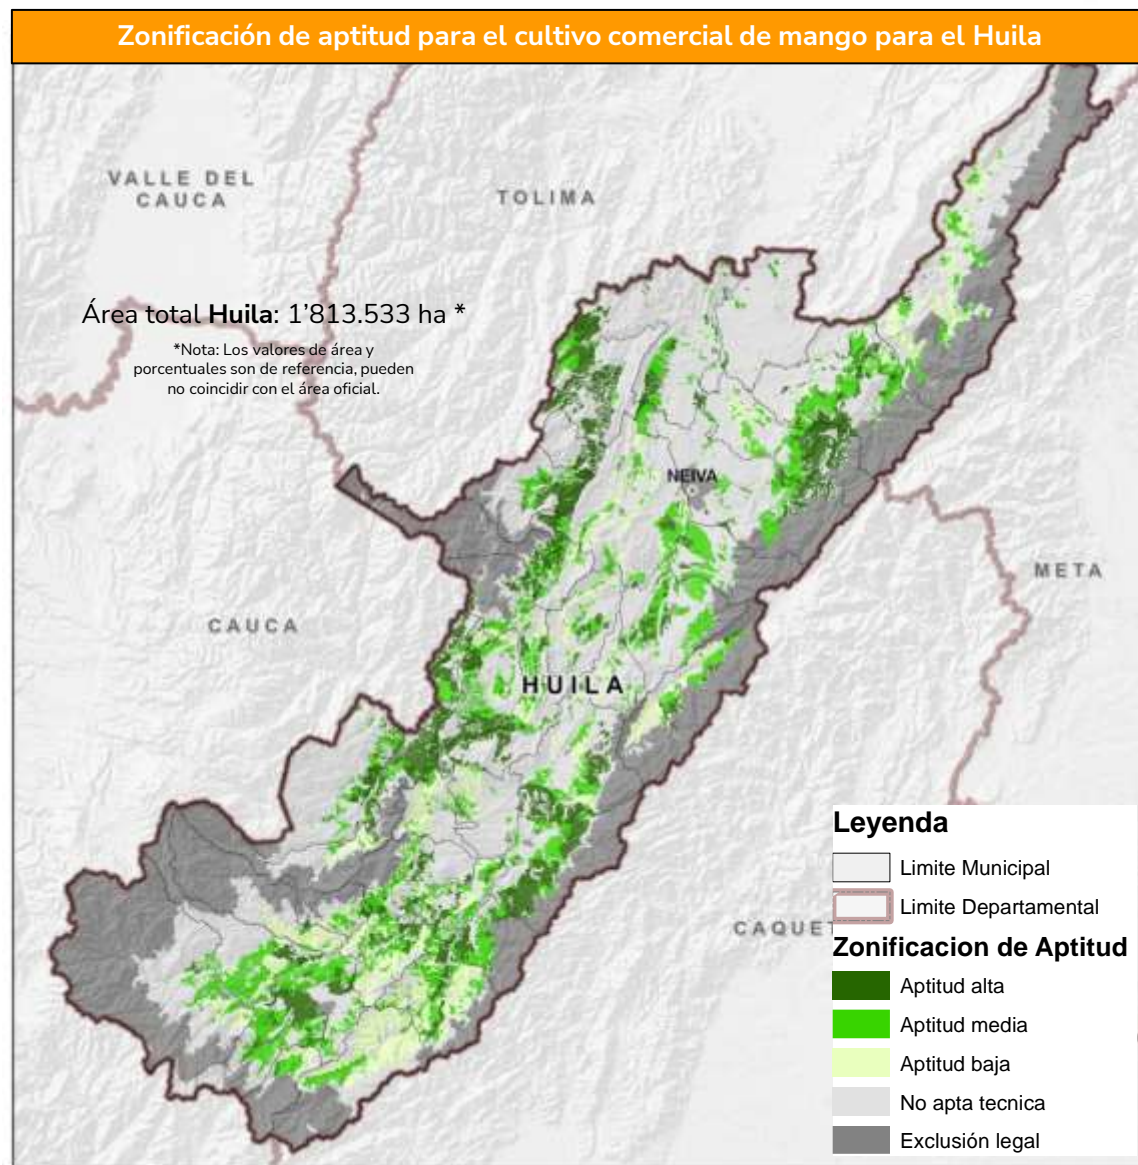 Zonificación de aptitud para el cultivo comercial de mango para el Huila
VALLE DEL
CAUCA
TOLIMA
Área total Huila: 1’813.533 ha *
*Nota: Los valores de área y
porcentuales son de referencia, pueden
no coincidir con el área oficial.
NEIVA
META
CAUCA
HUILA
CAQUET
Leyenda
Limite Municipal
Limite Departamental
Zonificacion de Aptitud
Aptitud alta
Aptitud media
Aptitud baja
No apta tecnica
Exclusión legal